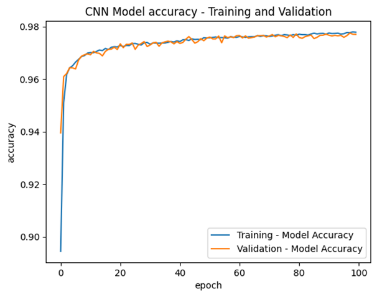 CNN Model accuracy - Training and Validation
accuracy
0.98
0.96
0.94
0.92
0.90
Training - Model Accuracy
Validation - Model Accuracy
0
20
40
60
80
100
epoch